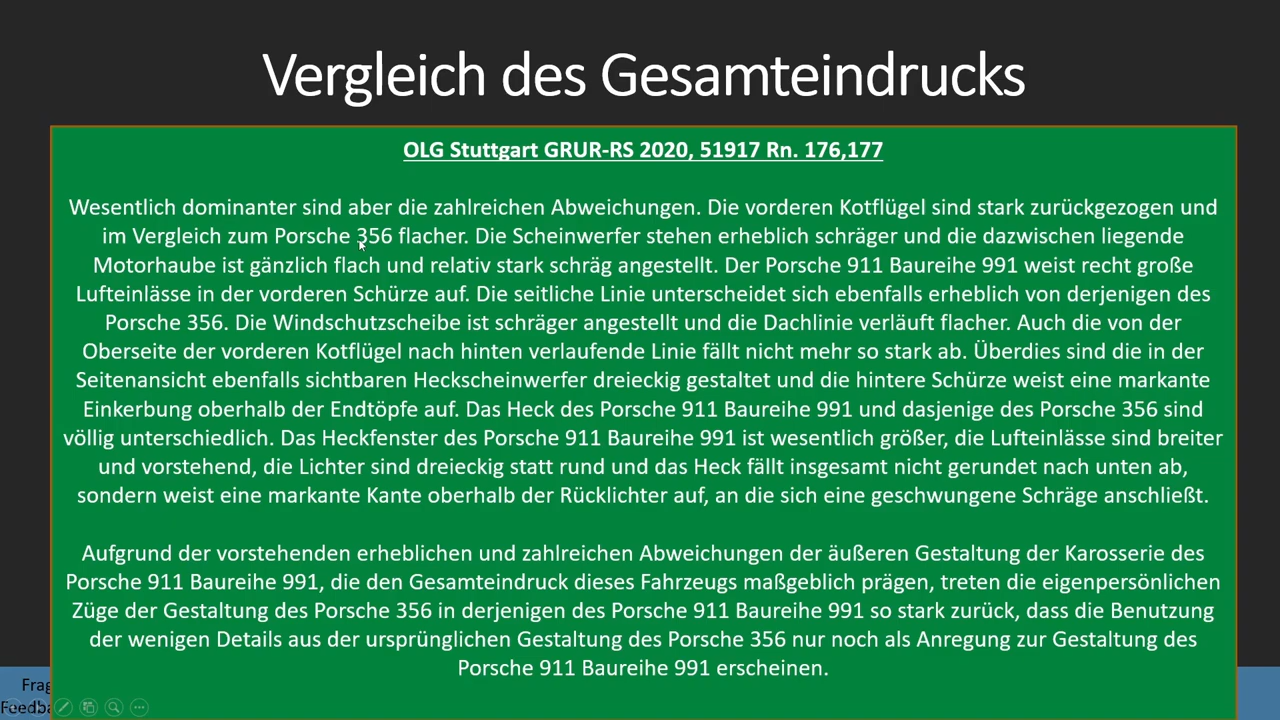 Vergleich des Gesamteindrucks
OLG Stuttgart GRUR-RS 2020, 51917 Rn. 176,177
Wesentlich dominanter sind aber die zahlreichen Abweichungen. Die vorderen Kotflügel sind stark zurückgezogen und
im Vergleich zum Porsche 356 flacher. Die Scheinwerfer stehen erheblich schräger und die dazwischen liegende
Motorhaube ist gänzlich flach und relativ stark schräg angestellt. Der Porsche 911 Baureihe 991 weist recht große
Lufteinlässe in der vorderen Schürze auf. Die seitliche Linie unterscheidet sich ebenfalls erheblich von derjenigen des
Porsche 356. Die Windschutzscheibe ist schräger angestellt und die Dachlinie verläuft flacher. Auch die von der
Oberseite der vorderen Kotflügel nach hinten verlaufende Linie fällt nicht mehr so stark ab. Überdies sind die in der
Seitenansicht ebenfalls sichtbaren Heckscheinwerfer dreieckig gestaltet und die hintere Schürze weist eine markante
Einkerbung oberhalb der Endtöpfe auf. Das Heck des Porsche 911 Baureihe 991 und dasjenige des Porsche 356 sind
völlig unterschiedlich. Das Heckfenster des Porsche 911 Baureihe 991 ist wesentlich größer, die Lufteinlässe sind breiter
und vorstehend, die Lichter sind dreieckig statt rund und das Heck fällt insgesamt nicht gerundet nach unten ab,
sondern weist eine markante Kante oberhalb der Rücklichter auf, an die sich eine geschwungene Schräge anschließt.
Aufgrund der vorstehenden erheblichen und zahlreichen Abweichungen der äußeren Gestaltung der Karosserie des
Porsche 911 Baureihe 991, die den Gesamteindruck dieses Fahrzeugs maßgeblich prägen, treten die eigenpersönlichen
Züge der Gestaltung des Porsche 356 in derjenigen des Porsche 911 Baureihe 991 so stark zurück, dass die Benutzung
der wenigen Details aus der ursprünglichen Gestaltung des Porsche 356 nur noch als Anregung zur Gestaltung des
Porsche 911 Baureihe 991 erscheinen.
Frag
Feedba